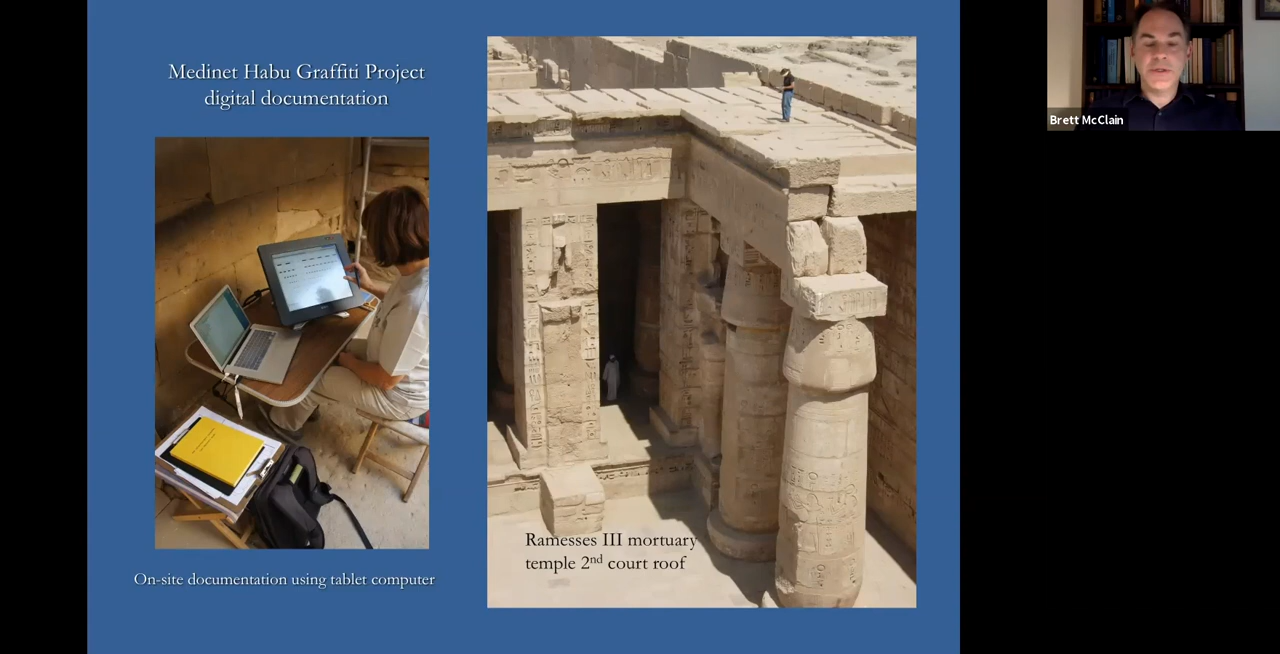 Medinet Habu Graffiti Project
digital documentation
On-site documentation using tablet computer
Ramesses III mortuary
temple 2nd court roof
Brett McClain